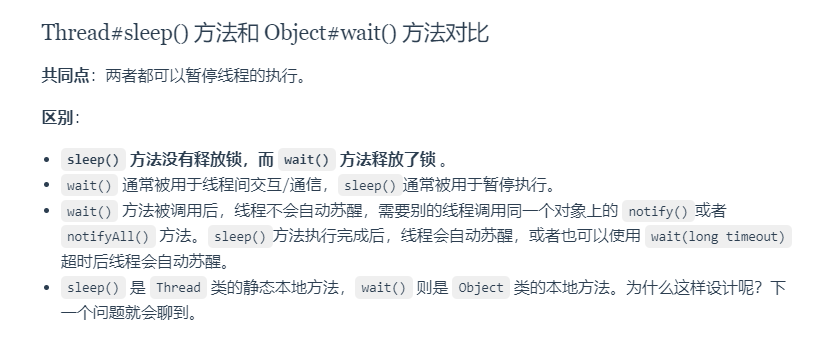 Thread#sleep() 方法和 Object#wait() 方法对比
共同点：两者都可以暂停线程的执行。
区别：
• sleep() 方法没有释放锁，而 wait() 方法释放了锁 。
• wait() 通常被用于线程间交互/通信， sleep()通常被用于暂停执行。
• wait() 方法被调用后，线程不会自动苏醒，需要别的线程调用同一个对象上的 notify()或者
notifyAll() 方法。sleep()方法执行完成后，线程会自动苏醒，或者也可以使用 wait(long timeout)
超时后线程会自动苏醒。
• sleep() 是 Thread 类的静态本地方法， wait() 则是 Object 类的本地方法。为什么这样设计呢？下
一个问题就会聊到。